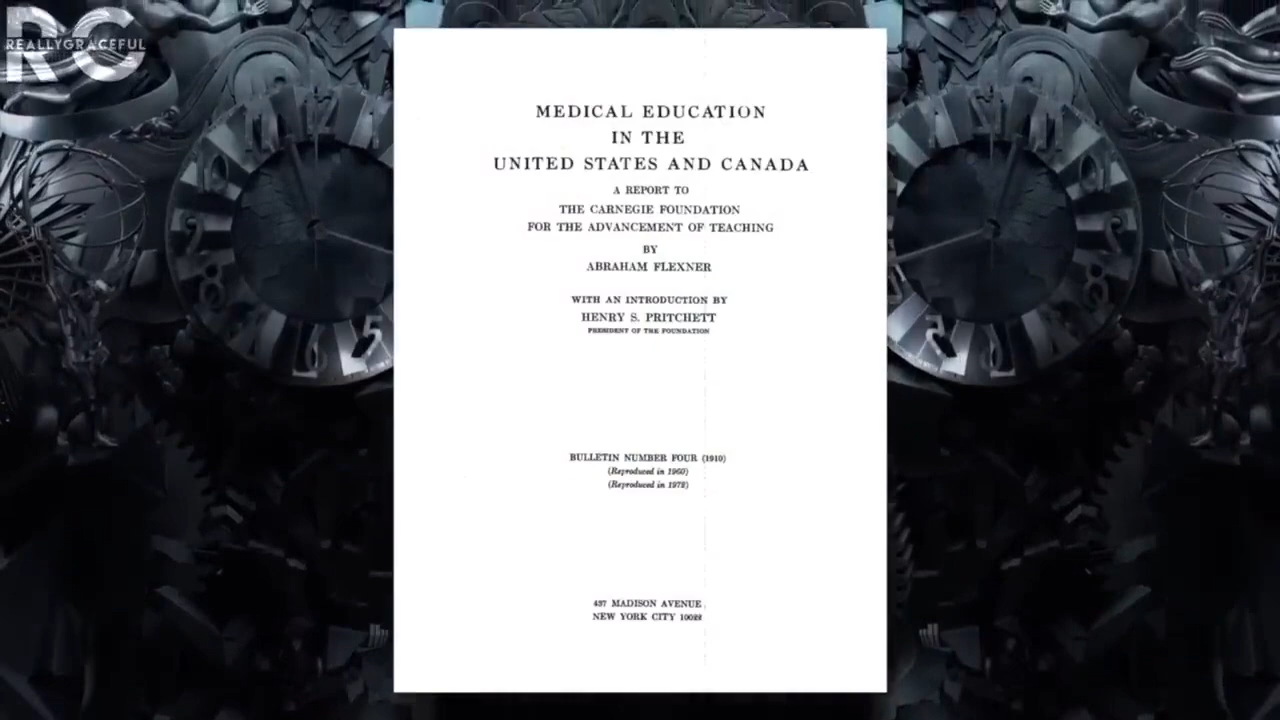 RG
REALLYGRACEFUL
MEDICAL EDUCATION
IN THE
UNITED STATES AND CANADA
A REPORT TO
THE CARNEGIE FOUNDATION
FOR THE ADVANCEMENT OF TEACHING
BY
ABRAHAM FLEXNER
WITH AN INTRODUCTION BY
HENRY S. PRITCHETT
PRESIDENT OF THE FOUNDATION
BULLETIN NUMBER FOUR (1910)
(Reproduced in 1960)
(Reproduced in 1972)
437 MADISON AVENUE
NEW YORK CITY 10022